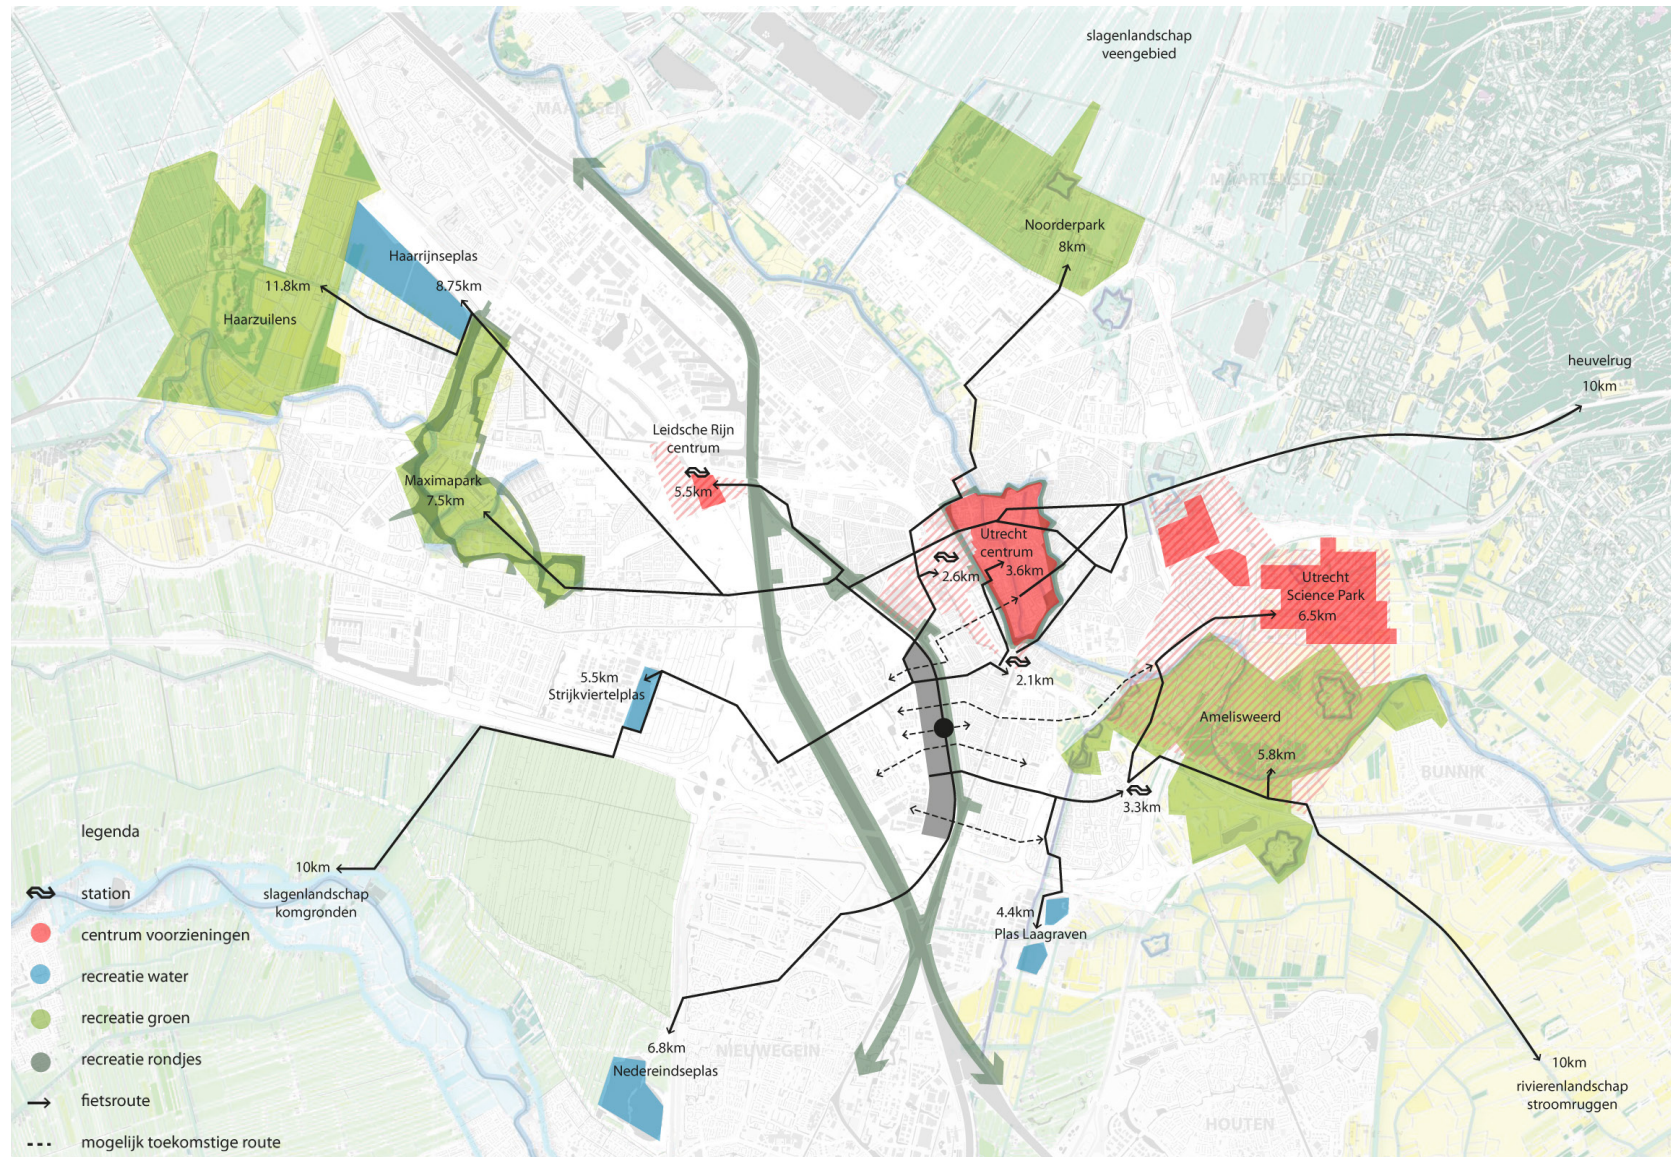 slagenlandschap
veengebied
MAARSSEN
MAARTENSDIJK
Noorderpark
8km
Haarrijnseplas
8.75km
11.8km
Haarzuilens
heuvelrug
10km
Leidsche Rijn
centrum
5.5km
Maximapark
7.5km
Utrecht
centrum
3.6km
2.6km
Utrecht
Science Park
6.5km
2.1km
5.5km
Strijkviertelplas
Amelisweerd
5.8km
BUNNIK
3.3km
10km
slagenlandschap
komgronden
4.4km
Plas Laagraven
6.8km
Nedereindseplas
NIEUWEGEIN
10km
rivierenlandschap
stroomruggen
HOUTEN
legenda
station
centrum voorzieningen
recreatie water
recreatie groen
recreatie rondjes
fietsroute
mogelijk toekomstige route